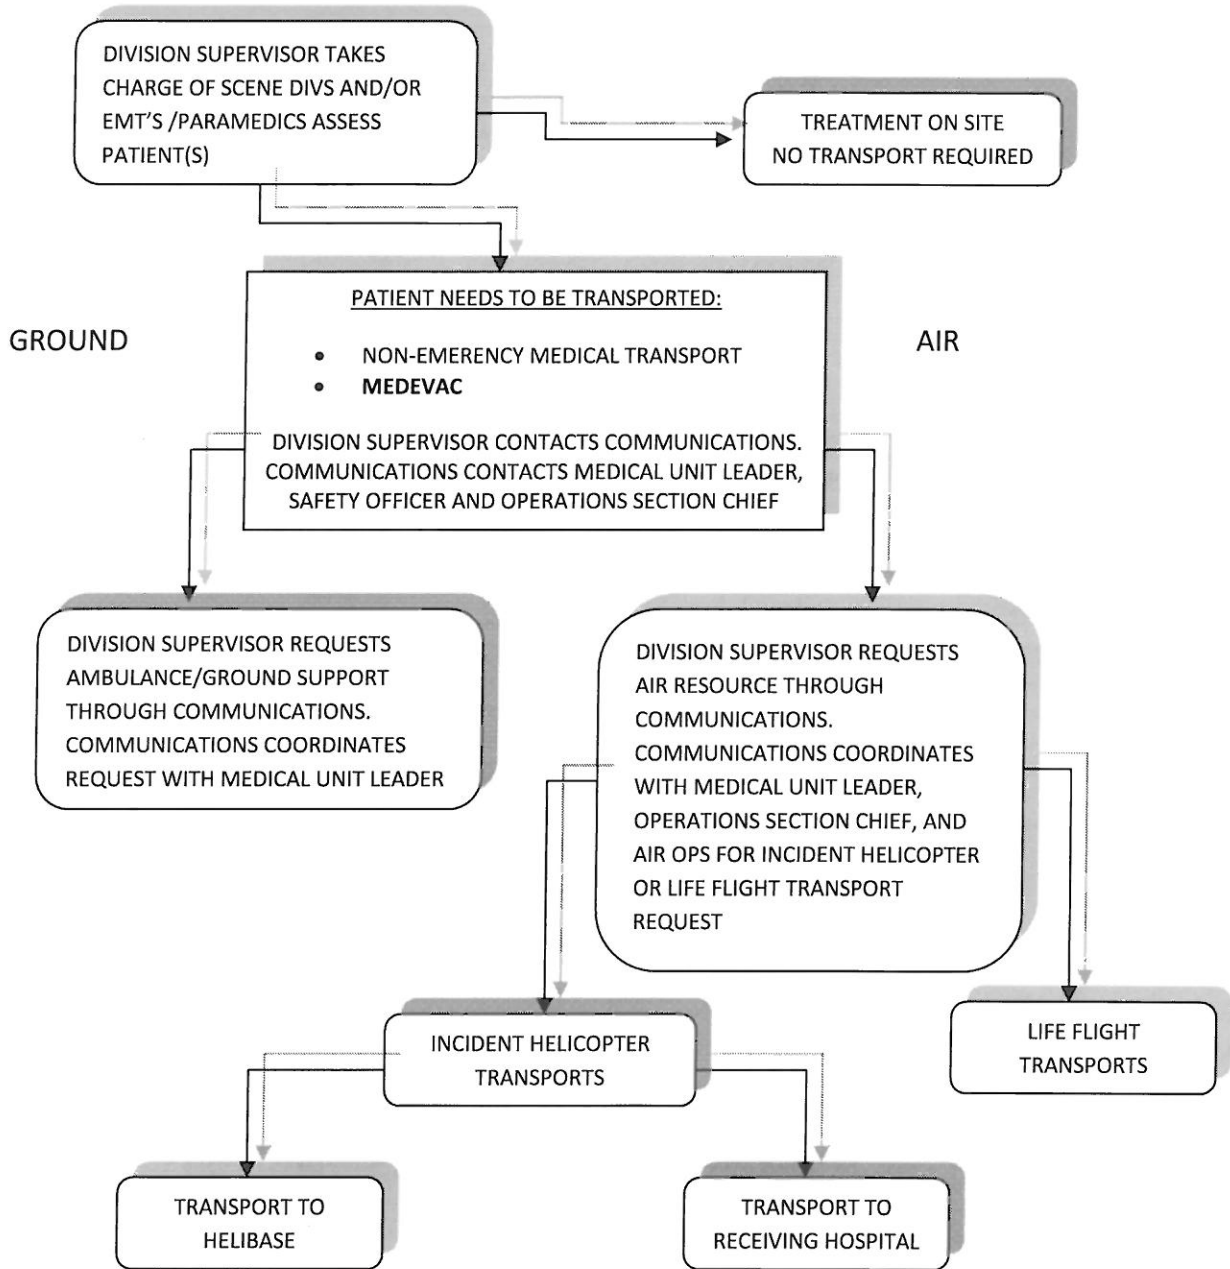 DIVISION SUPERVISOR TAKES
CHARGE OF SCENE DIVS AND/OR
EMT'S /PARAMEDICS ASSESS
PATIENT(S)
TREATMENT ON SITE
NO TRANSPORT REQUIRED
PATIENT NEEDS TO BE TRANSPORTED:
GROUND
AIR
• NON-EMERENCY MEDICAL TRANSPORT
• MEDEVAC
DIVISION SUPERVISOR CONTACTS COMMUNICATIONS.
COMMUNICATIONS CONTACTS MEDICAL UNIT LEADER,
SAFETY OFFICER AND OPERATIONS SECTION CHIEF
DIVISION SUPERVISOR REQUESTS
AMBULANCE/GROUND SUPPORT
THROUGH COMMUNICATIONS.
COMMUNICATIONS COORDINATES
REQUEST WITH MEDICAL UNIT LEADER
DIVISION SUPERVISOR REQUESTS
AIR RESOURCE THROUGH
COMMUNICATIONS.
COMMUNICATIONS COORDINATES
WITH MEDICAL UNIT LEADER,
OPERATIONS SECTION CHIEF, AND
AIR OPS FOR INCIDENT HELICOPTER
OR LIFE FLIGHT TRANSPORT
REQUEST
INCIDENT HELICOPTER
TRANSPORTS
LIFE FLIGHT
TRANSPORTS
TRANSPORT TO
HELIBASE
TRANSPORT TO
RECEIVING HOSPITAL